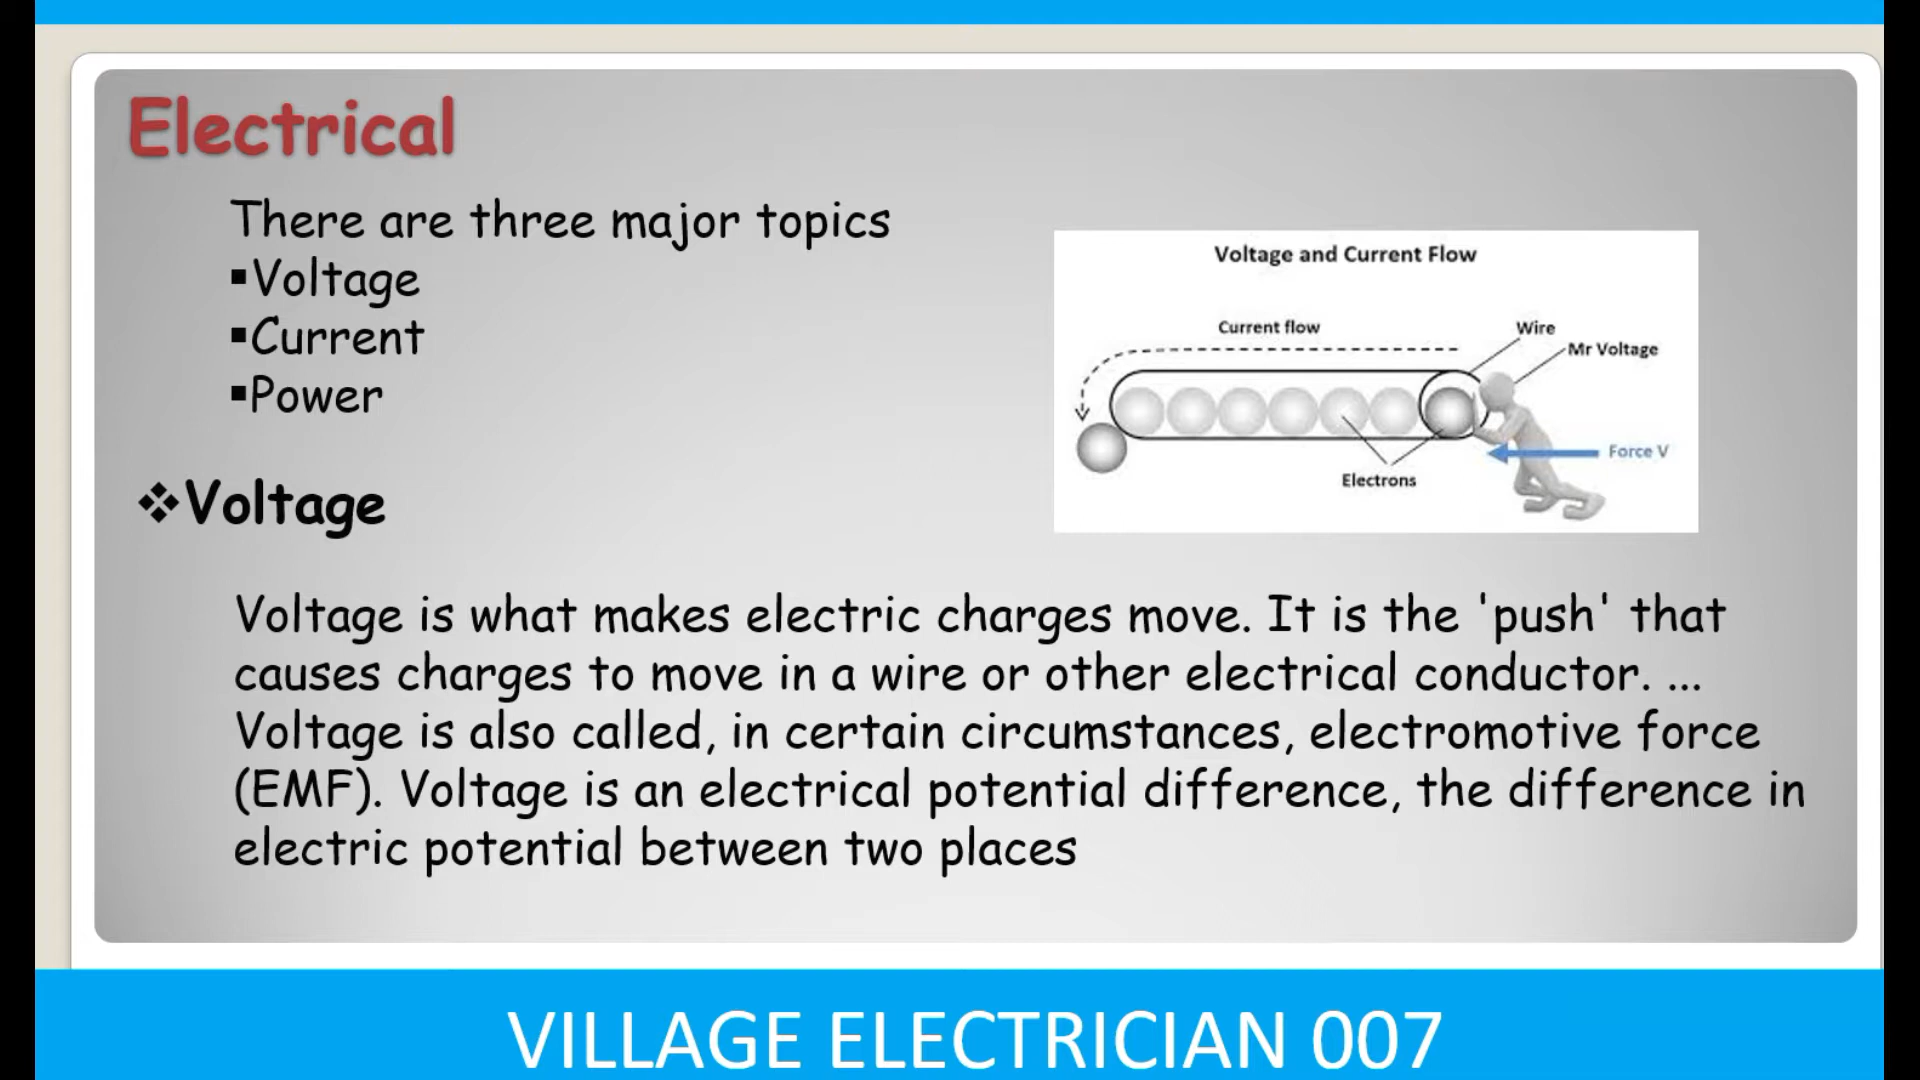 Electrical
There are three major topics
▪Voltage
▪Current
▪Power
Voltage and Current Flow
Current flow
Wire
Mr Voltage
Force V
Electrons
❖Voltage
Voltage is what makes electric charges move. It is the 'push' that
causes charges to move in a wire or other electrical conductor. ...
Voltage is also called, in certain circumstances, electromotive force
(EMF). Voltage is an electrical potential difference, the difference in
electric potential between two places
VILLAGE ELECTRICIAN 007